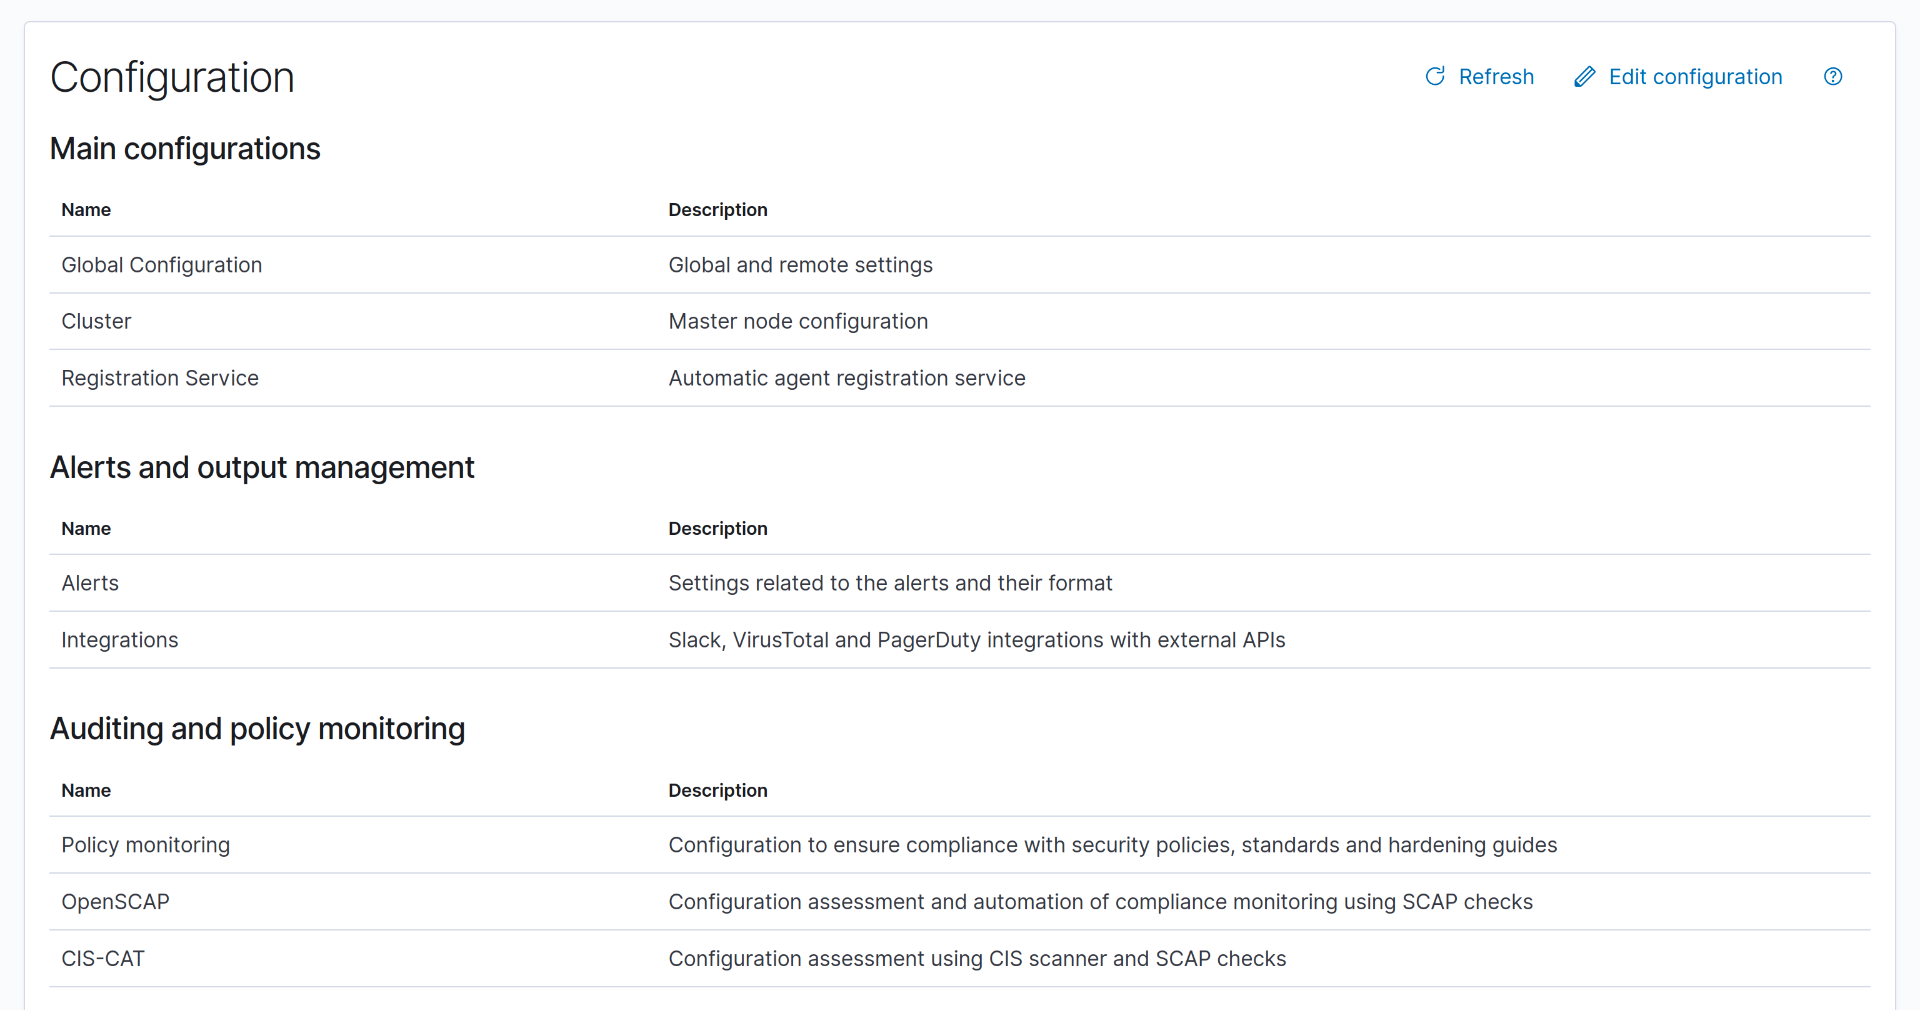 Configuration
Refresh
Edit configuration
Main configurations
Name Description
Global Configuration Global and remote settings
Cluster Master node configuration
Registration Service Automatic agent registration service
Alerts and output management
Name Description
Alerts Settings related to the alerts and their format
Integrations Slack, VirusTotal and PagerDuty integrations with external APIs
Auditing and policy monitoring
Name Description
Policy monitoring Configuration to ensure compliance with security policies, standards and hardening guides
OpenSCAP Configuration assessment and automation of compliance monitoring using SCAP checks
CIS-CAT Configuration assessment using CIS scanner and SCAP checks